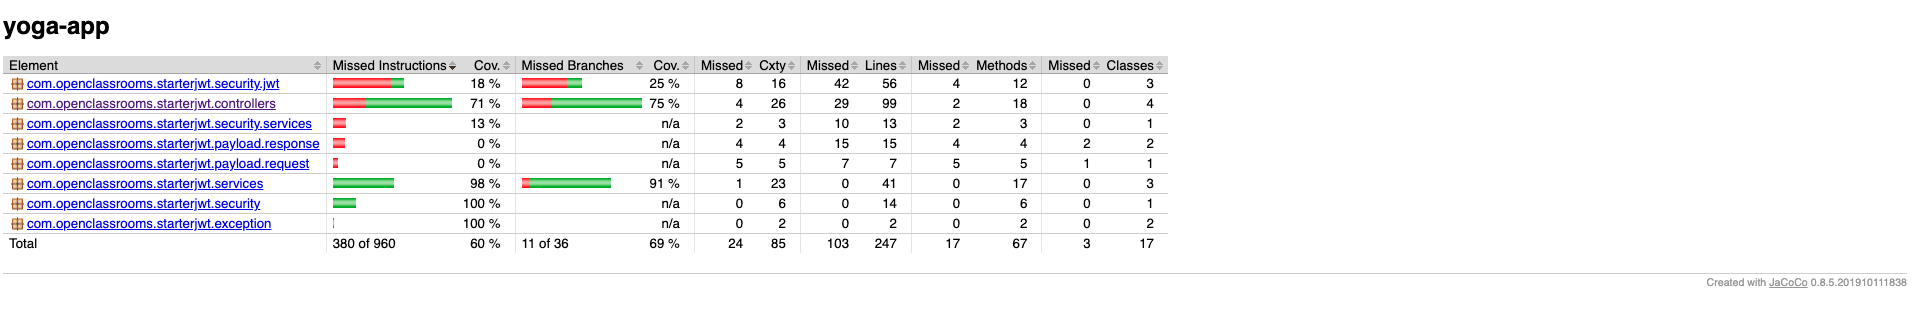 yoga-app
Element Missed Instructions Cov. Missed Branches Cov. Missed Cxty Missed Lines Missed Methods Missed Classes
com.openclassrooms.starterjwt.security.jwt 18 % 25 % 8 16 42 56 4 12 0 3
com.openclassrooms.starterjwt.controllers 71 % 75 % 4 26 29 99 2 18 0 4
com.openclassrooms.starterjwt.security.services 13 % n/a 2 3 10 13 2 3 0 1
com.openclassrooms.starterjwt.payload.response 0 % n/a 4 4 15 15 4 4 2 2
com.openclassrooms.starterjwt.payload.request 0 % n/a 5 5 7 7 5 5 1 1
com.openclassrooms.starterjwt.services 98 % 91 % 1 23 0 41 0 17 0 3
com.openclassrooms.starterjwt.security 100 % n/a 0 6 0 14 0 6 0 1
com.openclassrooms.starterjwt.exception 100 % n/a 0 2 0 2 0 2 0 2
Total 380 of 960 60 % 11 of 36 69 % 24 85 103 247 17 67 3 17
Created with JaCoCo 0.8.5.201910111838